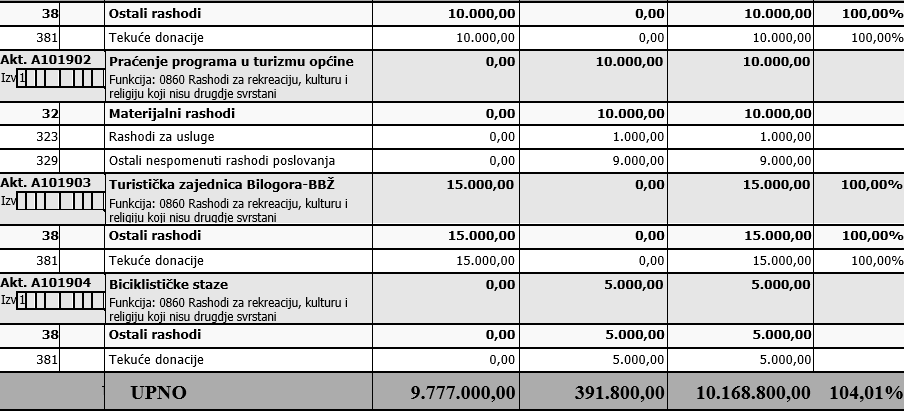 38 Ostali rashodi 10.000,00 0,00 10.000,00 100,00%
381 Tekuće donacije 10.000,00 0,00 10.000,00 100,00%
Akt. A101902 Praćenje programa u turizmu općine 0,00 10.000,00 10.000,00
Izv 1 Funkcija: 0860 Rashodi za rekreaciju, kulturu i
religiju koji nisu drugdje svrstani
32 Materijalni rashodi 0,00 10.000,00 10.000,00
323 Rashodi za usluge 0,00 1.000,00 1.000,00
329 Ostali nespomenuti rashodi poslovanja 0,00 9.000,00 9.000,00
Akt. A101903 Turistička zajednica Bilogora-BBŽ 15.000,00 0,00 15.000,00 100,00%
Izv Funkcija: 0860 Rashodi za rekreaciju, kulturu i
religiju koji nisu drugdje svrstani
38 Ostali rashodi 15.000,00 0,00 15.000,00 100,00%
381 Tekuće donacije 15.000,00 0,00 15.000,00 100,00%
Akt. A101904 Biciklističke staze 0,00 5.000,00 5.000,00
Izv 1 Funkcija: 0860 Rashodi za rekreaciju, kulturu i
religiju koji nisu drugdje svrstani
38 Ostali rashodi 0,00 5.000,00 5.000,00
381 Tekuće donacije 0,00 5.000,00 5.000,00
UPNO 9.777.000,00 391.800,00 10.168.800,00 104,01%